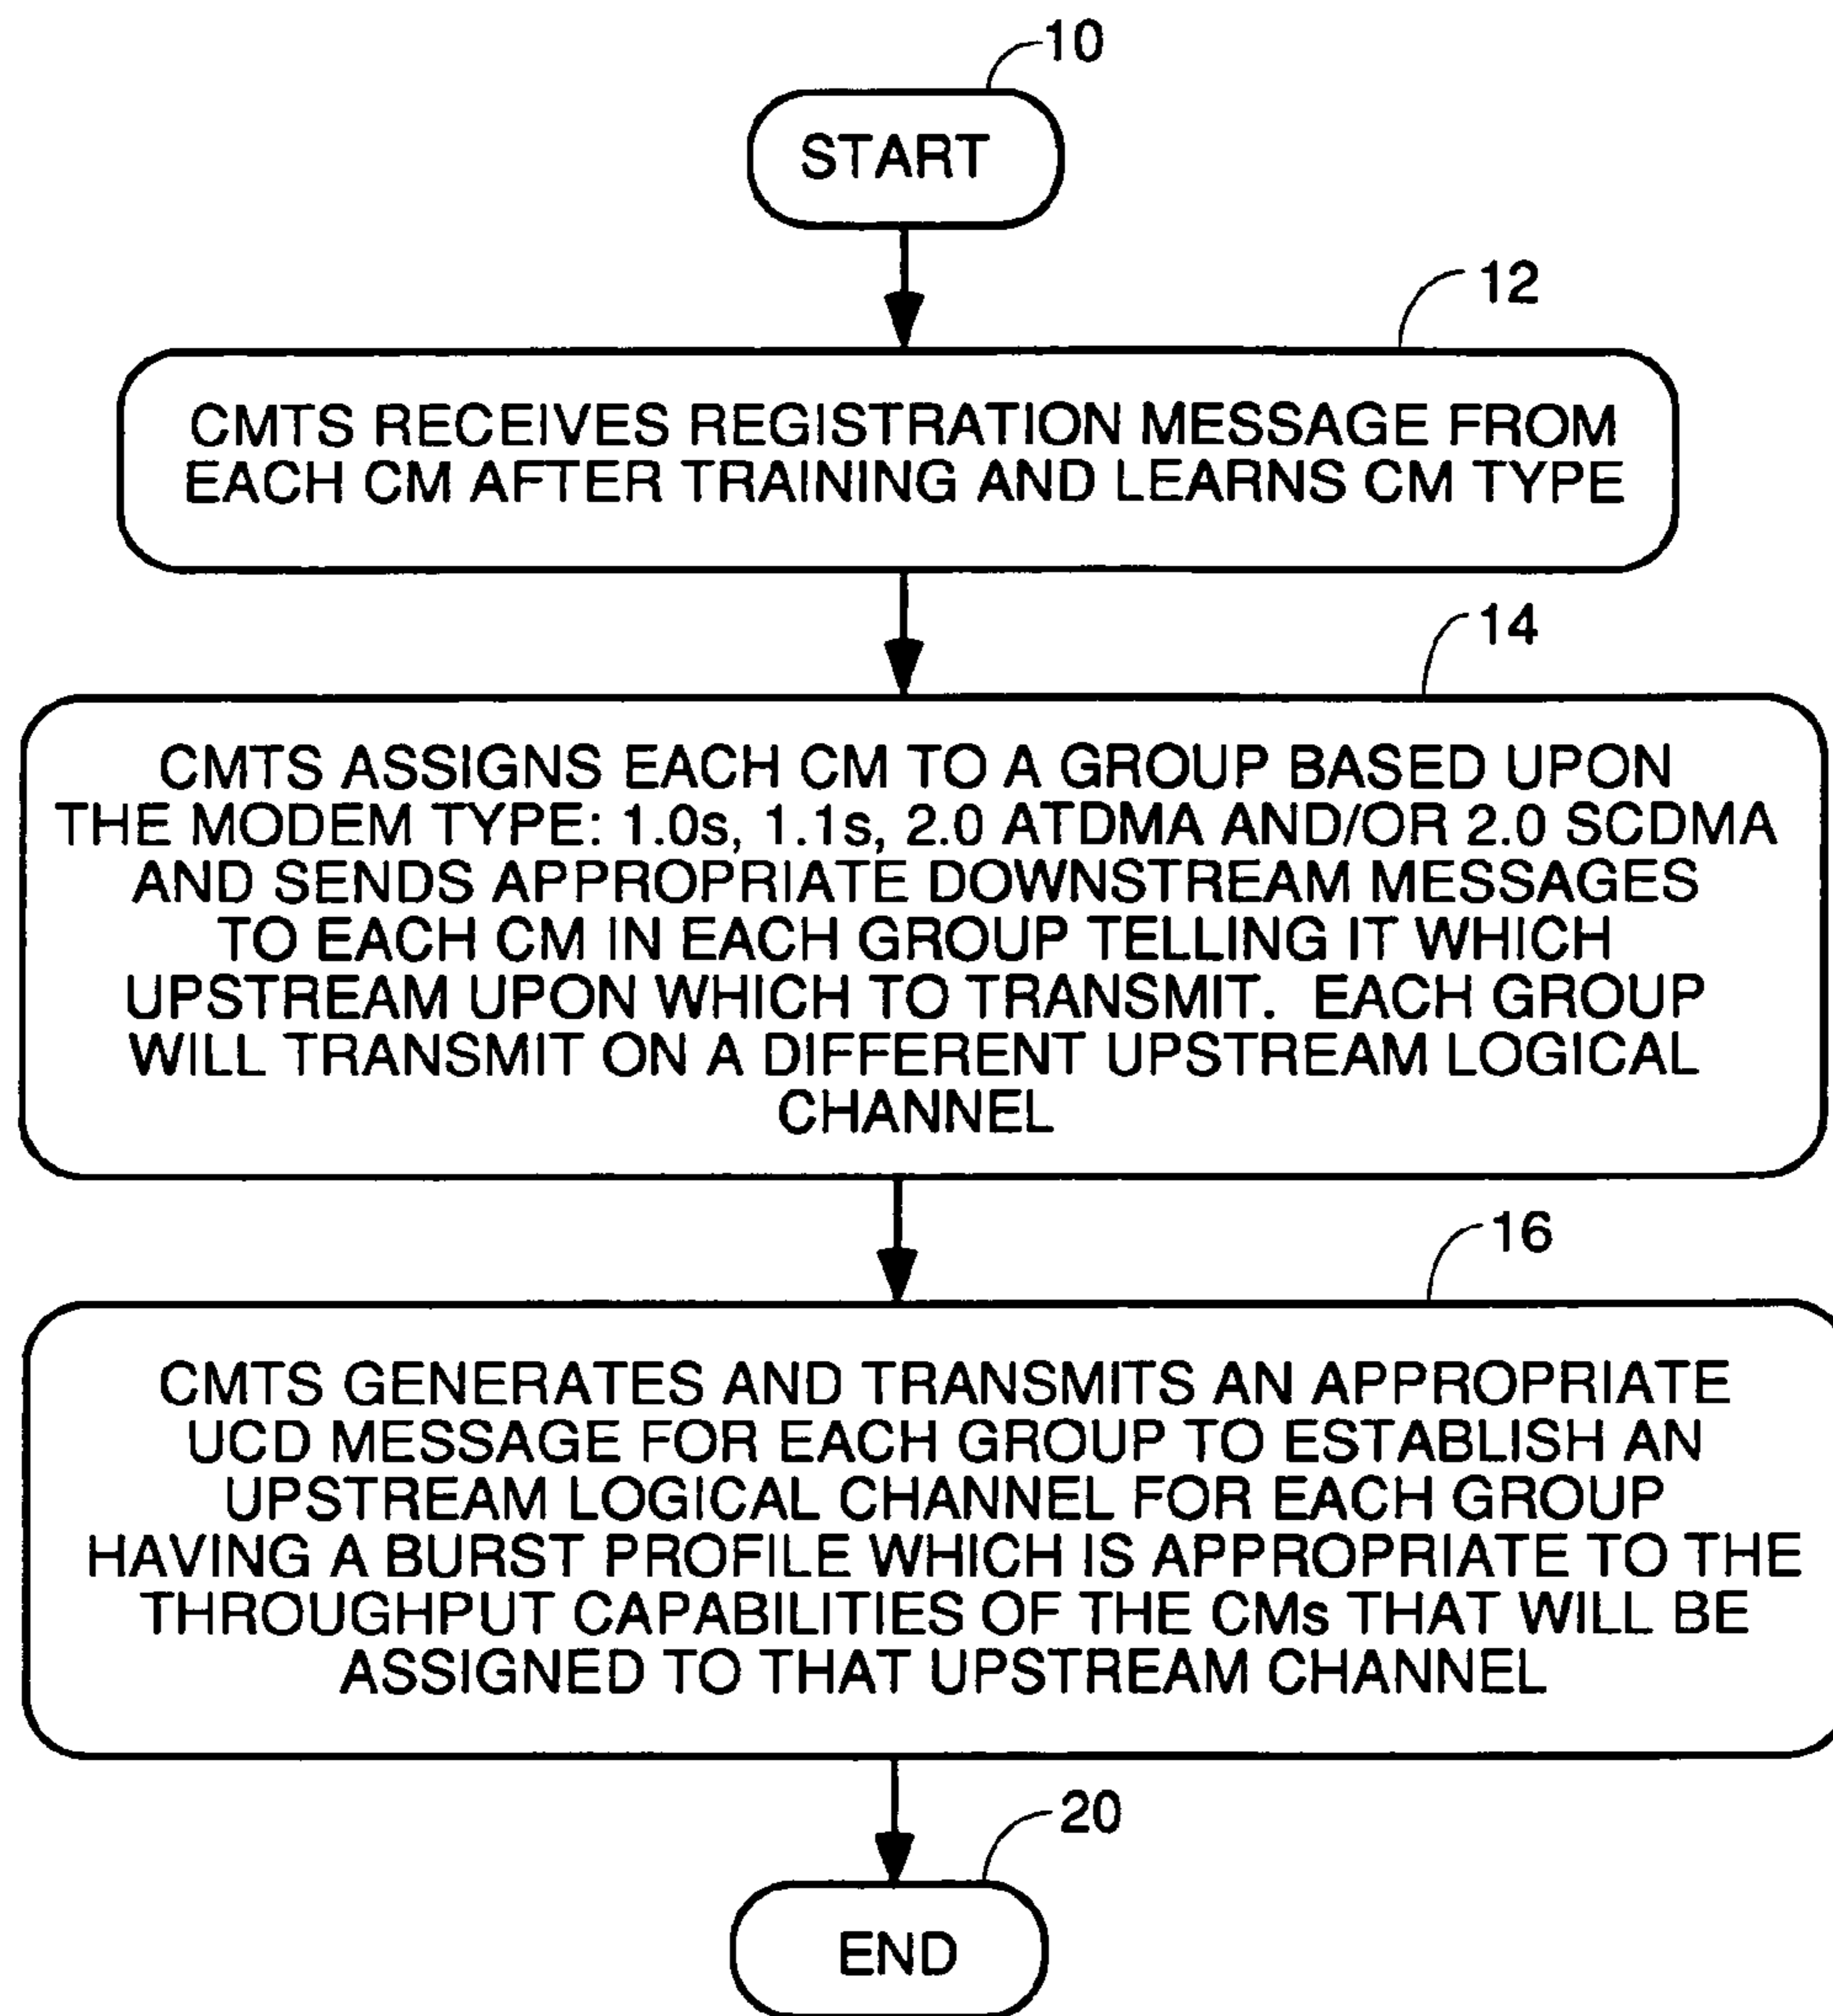 10
START
12
CMTS RECEIVES REGISTRATION MESSAGE FROM
EACH CM AFTER TRAINING AND LEARNS CM TYPE
14
CMTS ASSIGNS EACH CM TO A GROUP BASED UPON
THE MODEM TYPE: 1.0s, 1.1s, 2.0 ATDMA AND/OR 2.0 SCDMA
AND SENDS APPROPRIATE DOWNSTREAM MESSAGES
TO EACH CM IN EACH GROUP TELLING IT WHICH
UPSTREAM UPON WHICH TO TRANSMIT. EACH GROUP
WILL TRANSMIT ON A DIFFERENT UPSTREAM LOGICAL
CHANNEL
16
CMTS GENERATES AND TRANSMITS AN APPROPRIATE
UCD MESSAGE FOR EACH GROUP TO ESTABLISH AN
UPSTREAM LOGICAL CHANNEL FOR EACH GROUP
HAVING A BURST PROFILE WHICH IS APPROPRIATE TO THE
THROUGHPUT CAPABILITIES OF THE CMs THAT WILL BE
ASSIGNED TO THAT UPSTREAM CHANNEL
20
END